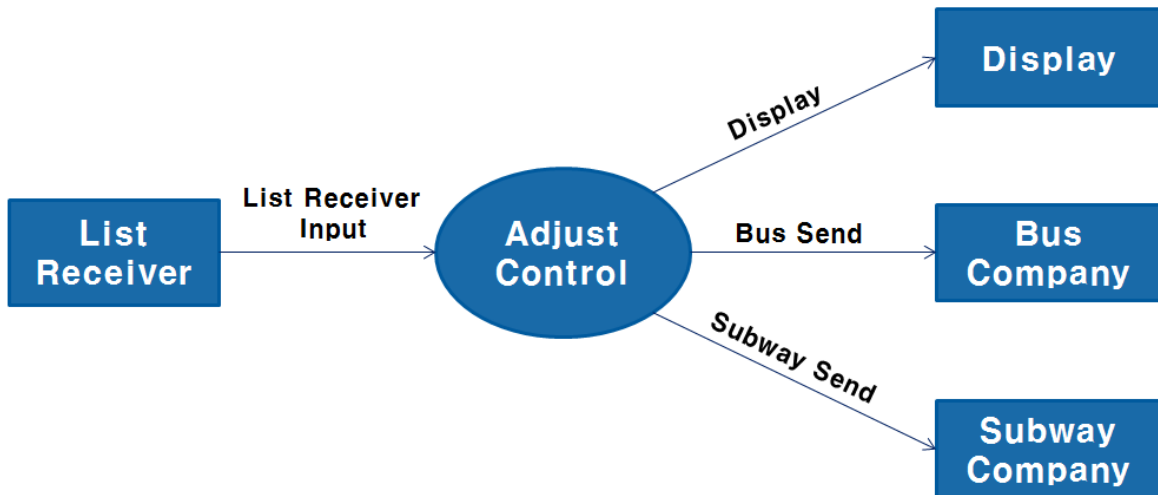 List
Receiver
List Receiver
Input
Adjust
Control
Display
Display
Bus Send
Bus
Company
Subway Send
Subway
Company